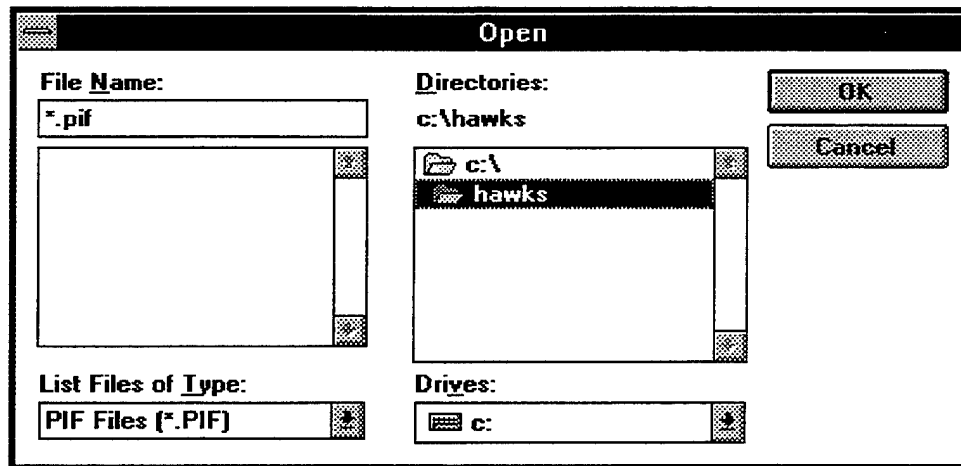 Open
File Name:
*.pif
Directories:
c:\hawks
c:\
hawks
OK
Cancel
List Files of Type:
PIF Files (*.PIF)
Drives:
c: